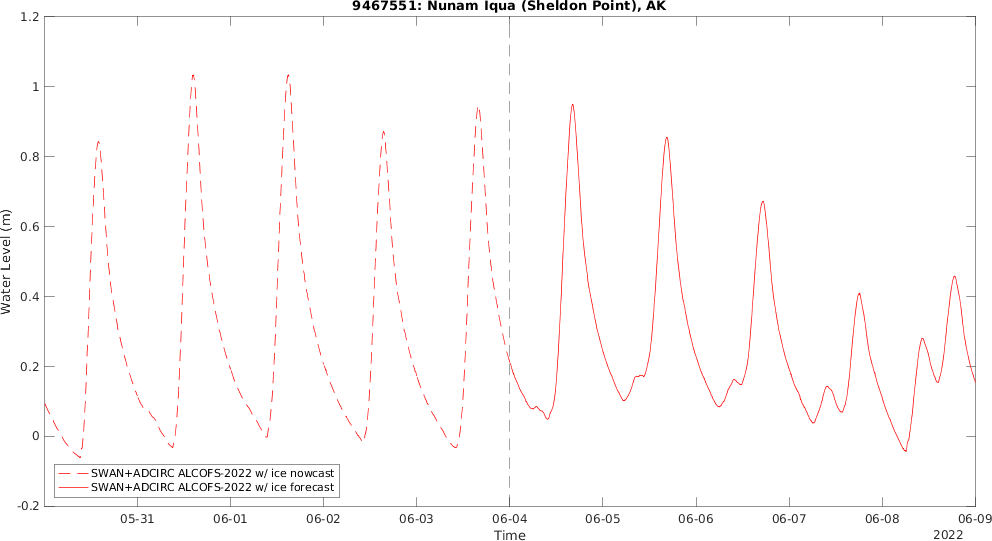 9467551: Nunam Iqua (Sheldon Point), AK
1.2
1
0.8
0.6
0.4
0.2
0
-0.2
Water Level (m)
SWAN+ADCIRC ALCOFS-2022 w/ ice nowcast
SWAN+ADCIRC ALCOFS-2022 w/ ice forecast
05-31 06-01 06-02 06-03 06-04 06-05 06-06 06-07 06-08 06-09
Time
2022